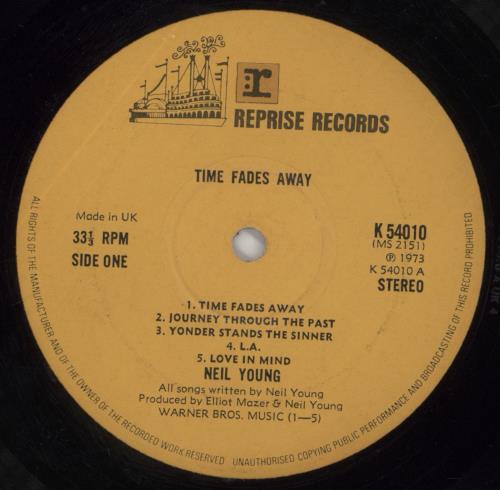 r
REPRISE RECORDS
TIME FADES AWAY
Made in UK
33⅓ RPM
SIDE ONE
K 54010
(MS 2151)
℗ 1973
K 54010 A
STEREO
1. TIME FADES AWAY
2. JOURNEY THROUGH THE PAST
3. YONDER STANDS THE SINNER
4. L.A.
5. LOVE IN MIND
NEIL YOUNG
All songs written by Neil Young
Produced by Elliot Mazer & Neil Young
WARNER BROS. MUSIC (1—5)
ALL RIGHTS OF THE MANUFACTURER AND OF THE OWNER OF THE RECORDED WORK RESERVED UNAUTHORISED COPYING PUBLIC PERFORMANCE AND BROADCASTING OF THIS RECORD PROHIBITED